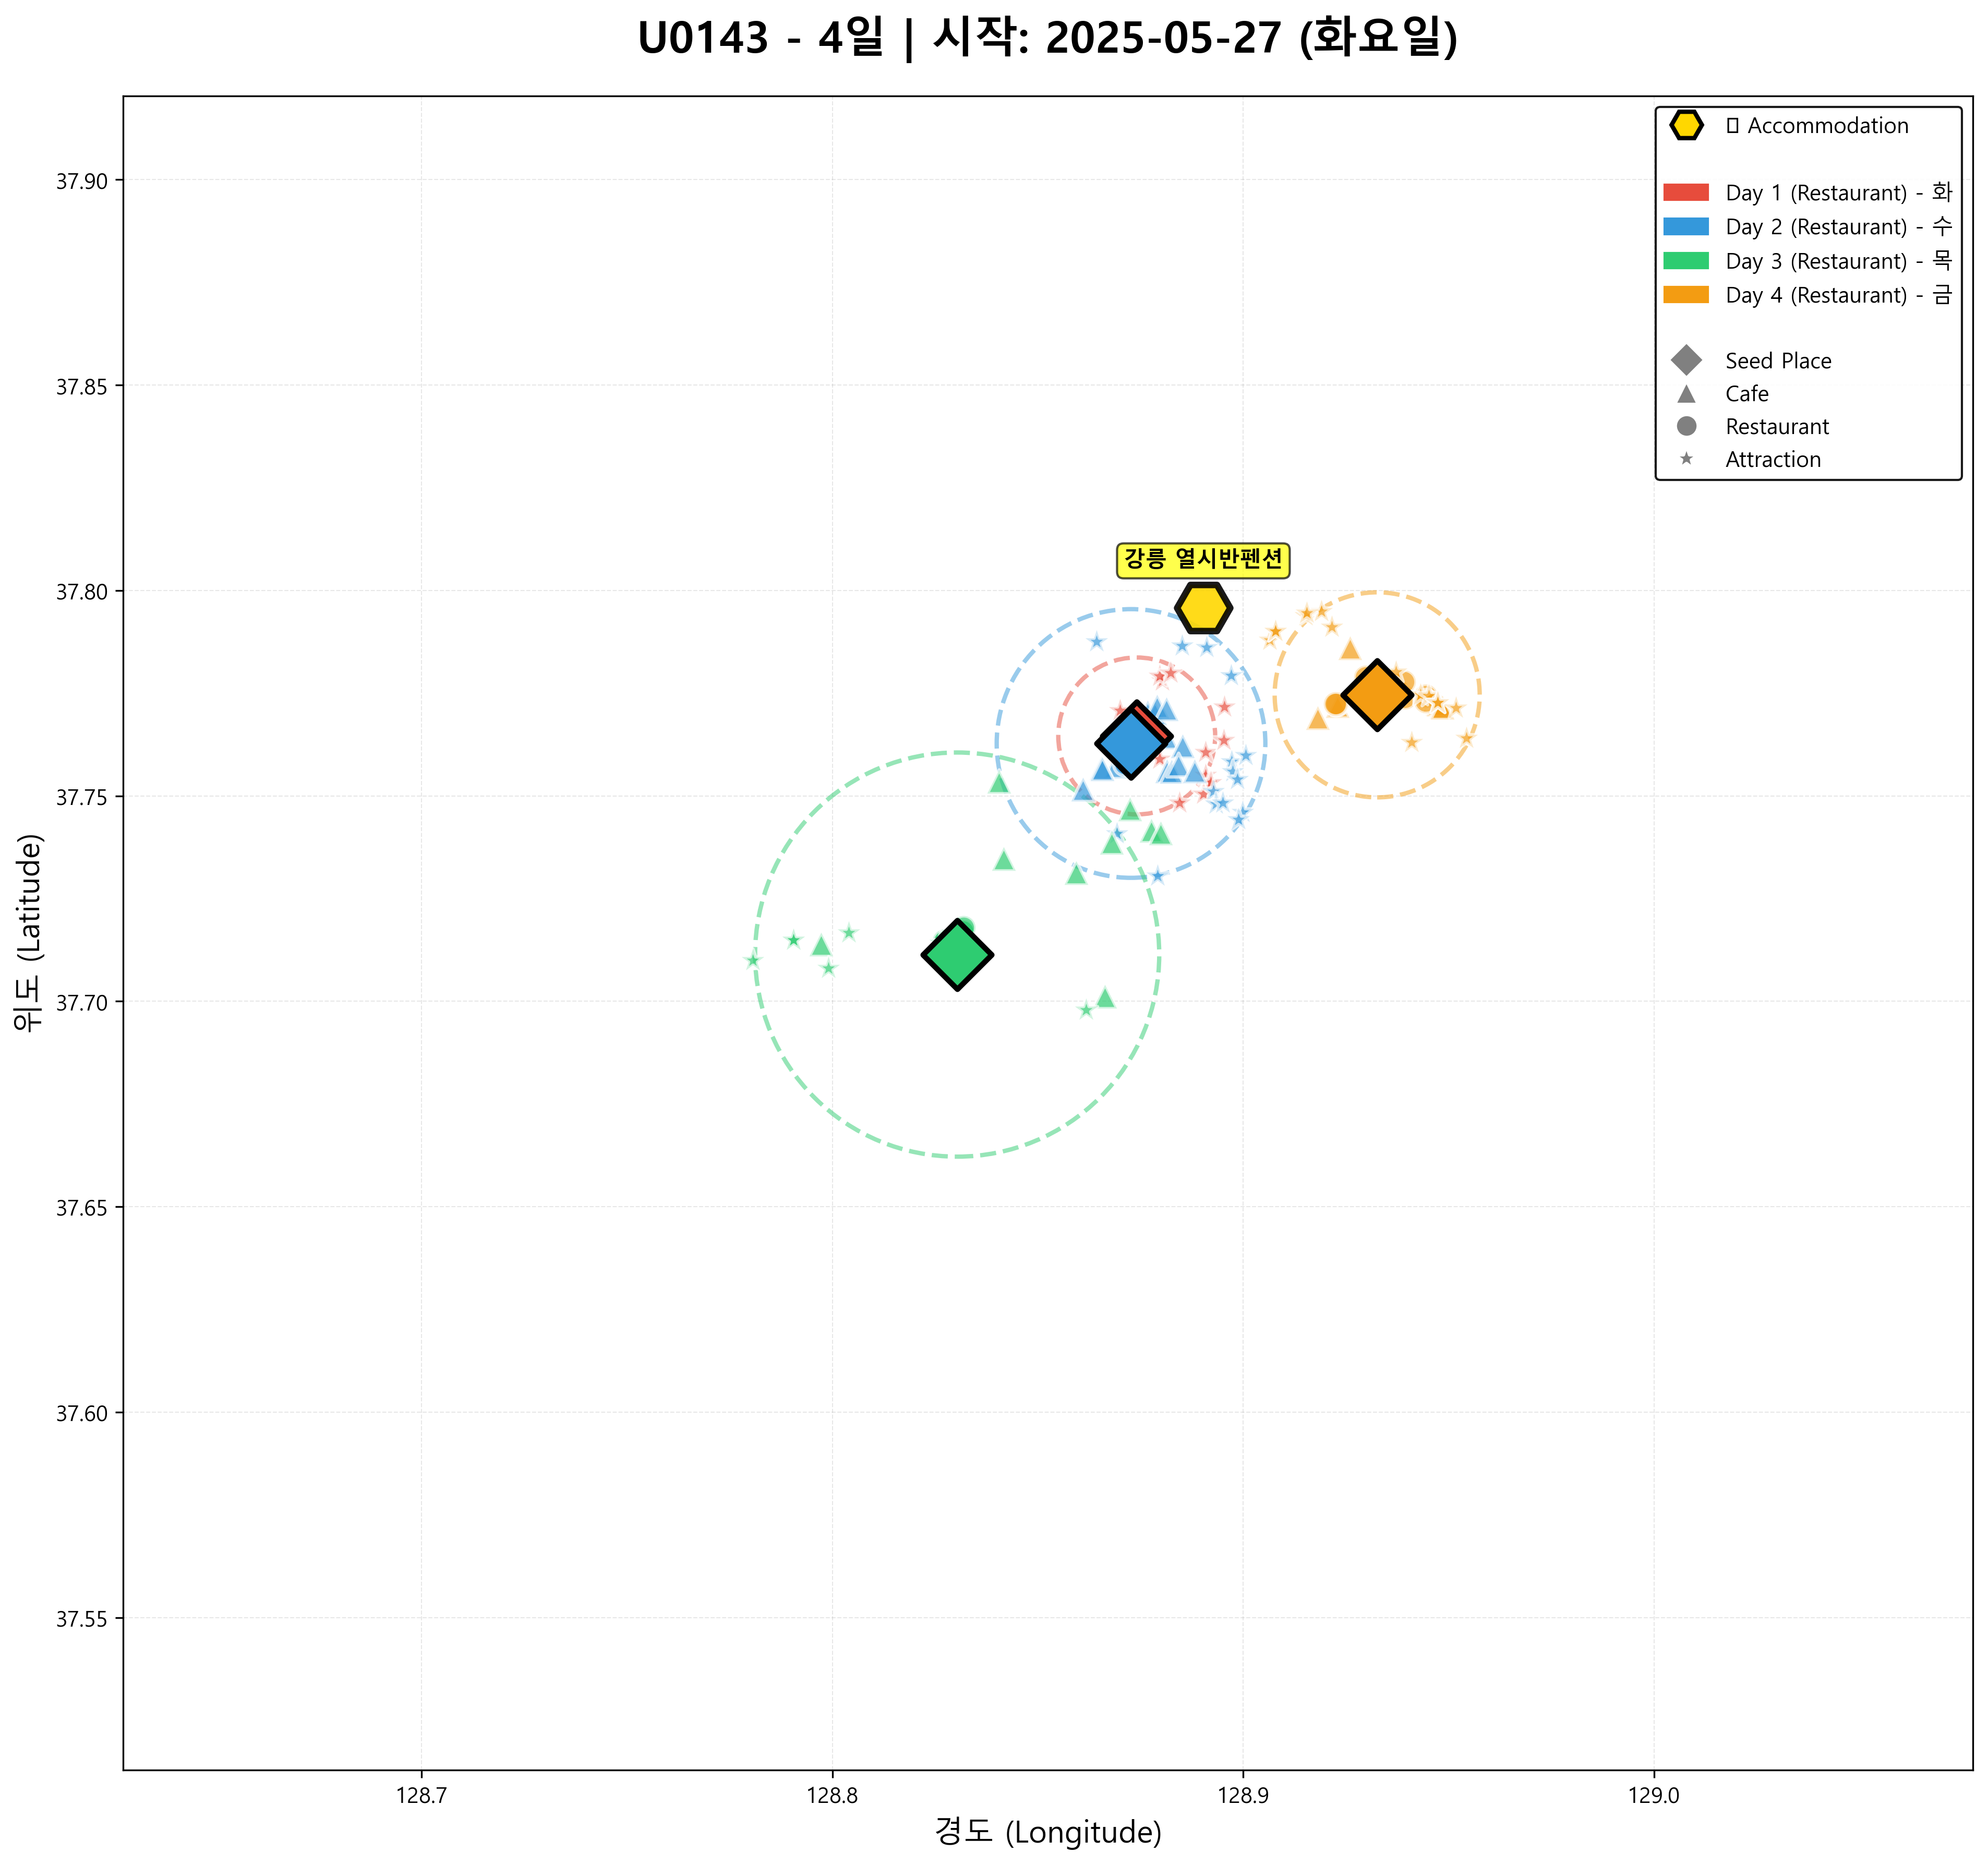 U0143 - 4일 | 시작: 2025-05-27 (화요일)
Accommodation
Day 1 (Restaurant) - 화
Day 2 (Restaurant) - 수
Day 3 (Restaurant) - 목
Day 4 (Restaurant) - 금
Seed Place
Cafe
Restaurant
Attraction
강릉 열시반펜션
37.90
37.85
37.80
37.75
37.70
37.65
37.60
37.55
위도 (Latitude)
128.7
128.8
128.9
129.0
경도 (Longitude)